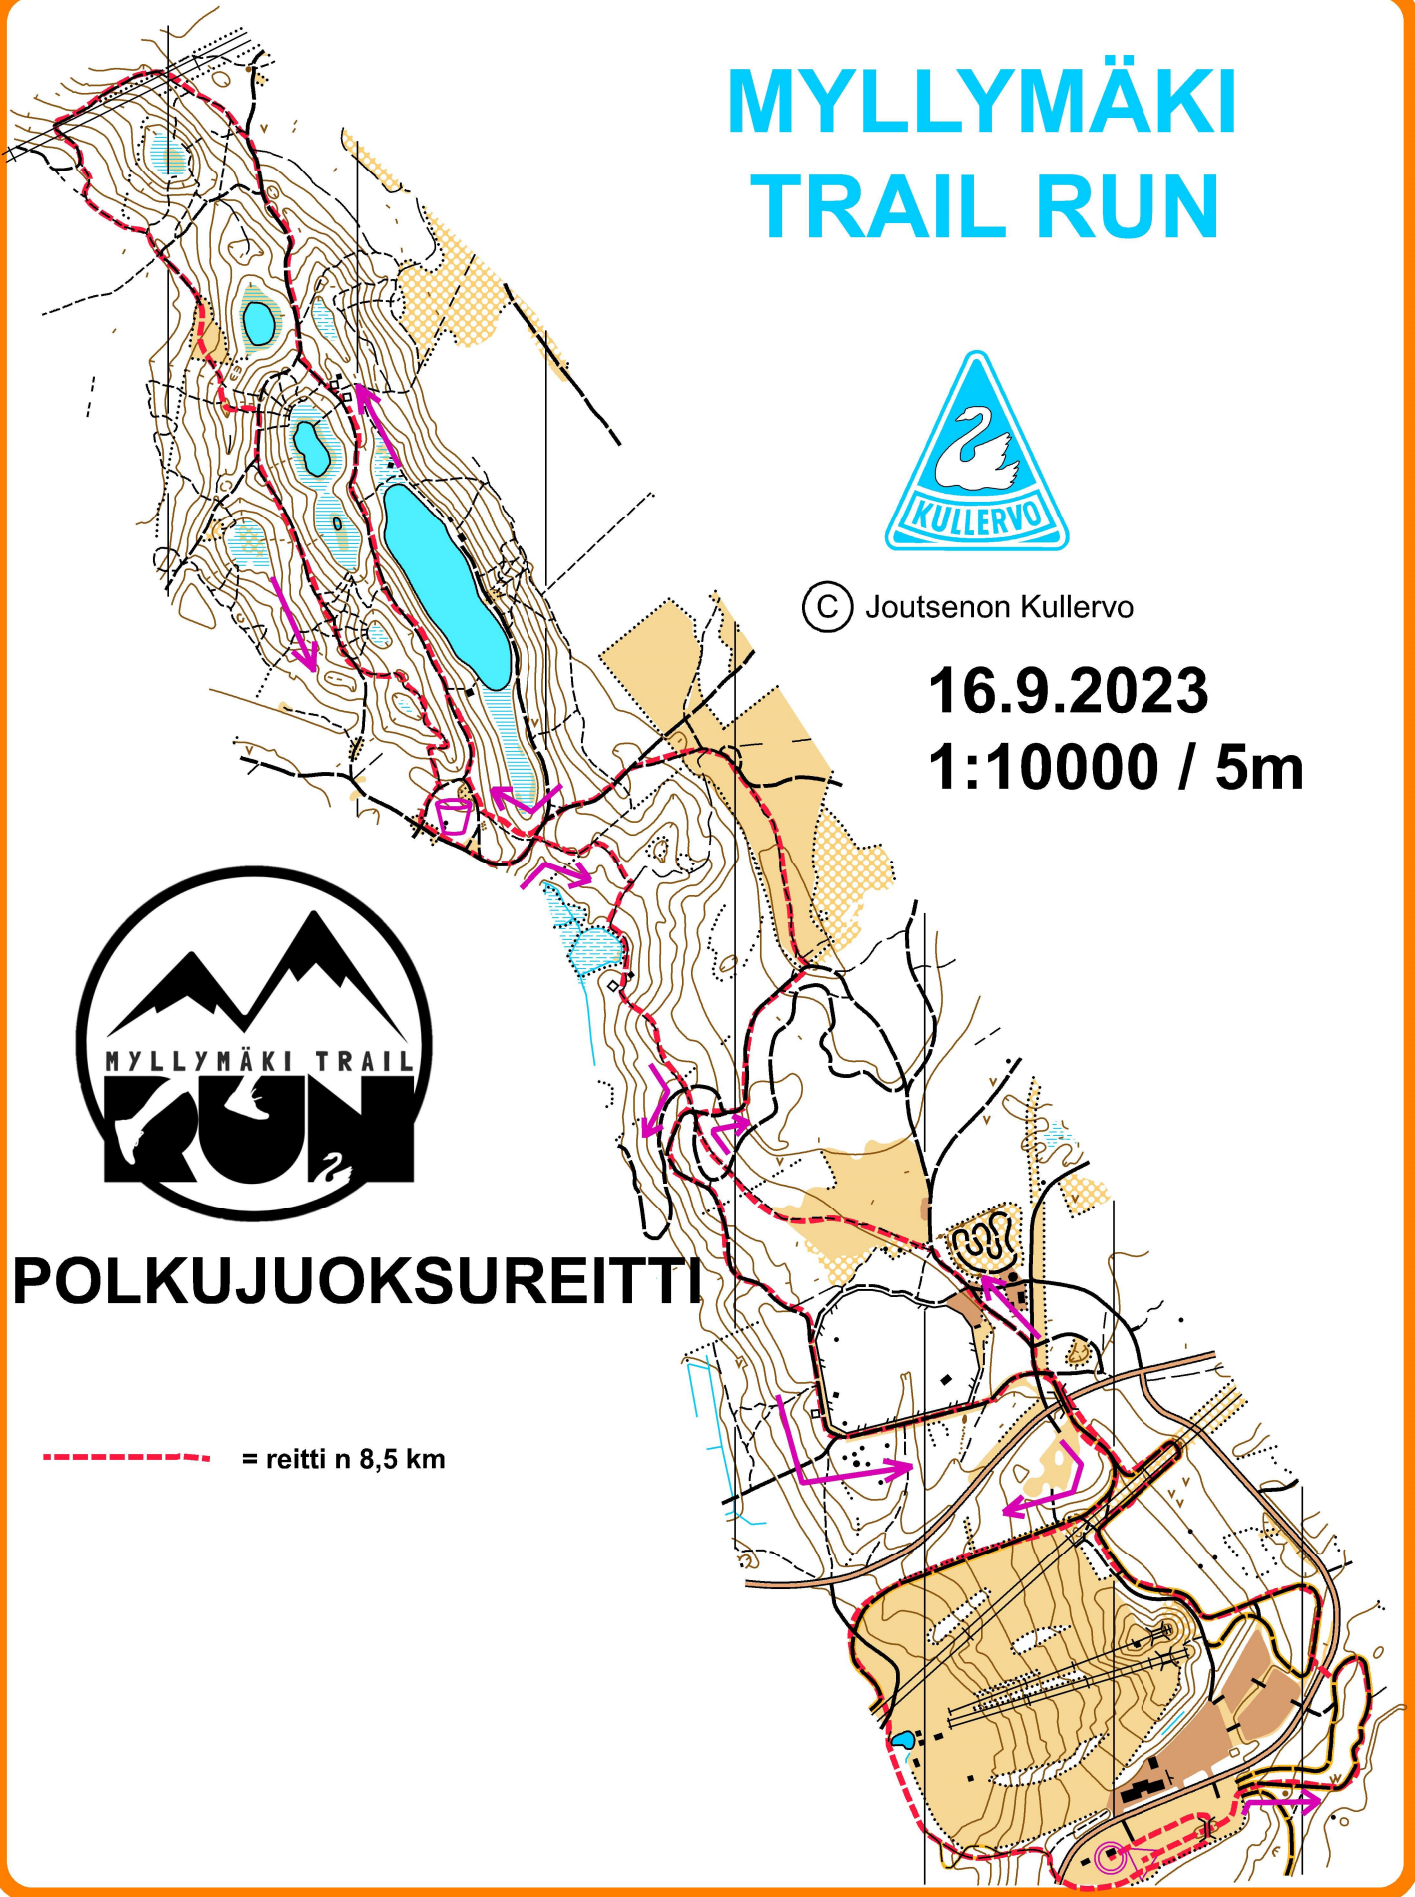 MYLLYMÄKI
TRAIL RUN
KULLERVO
C Joutsenon Kullervo
16.9.2023
1:10000 / 5m
MYLLYMÄKI TRAIL
RUN
POLKUJUOKSUREITTI
= reitti n 8,5 km